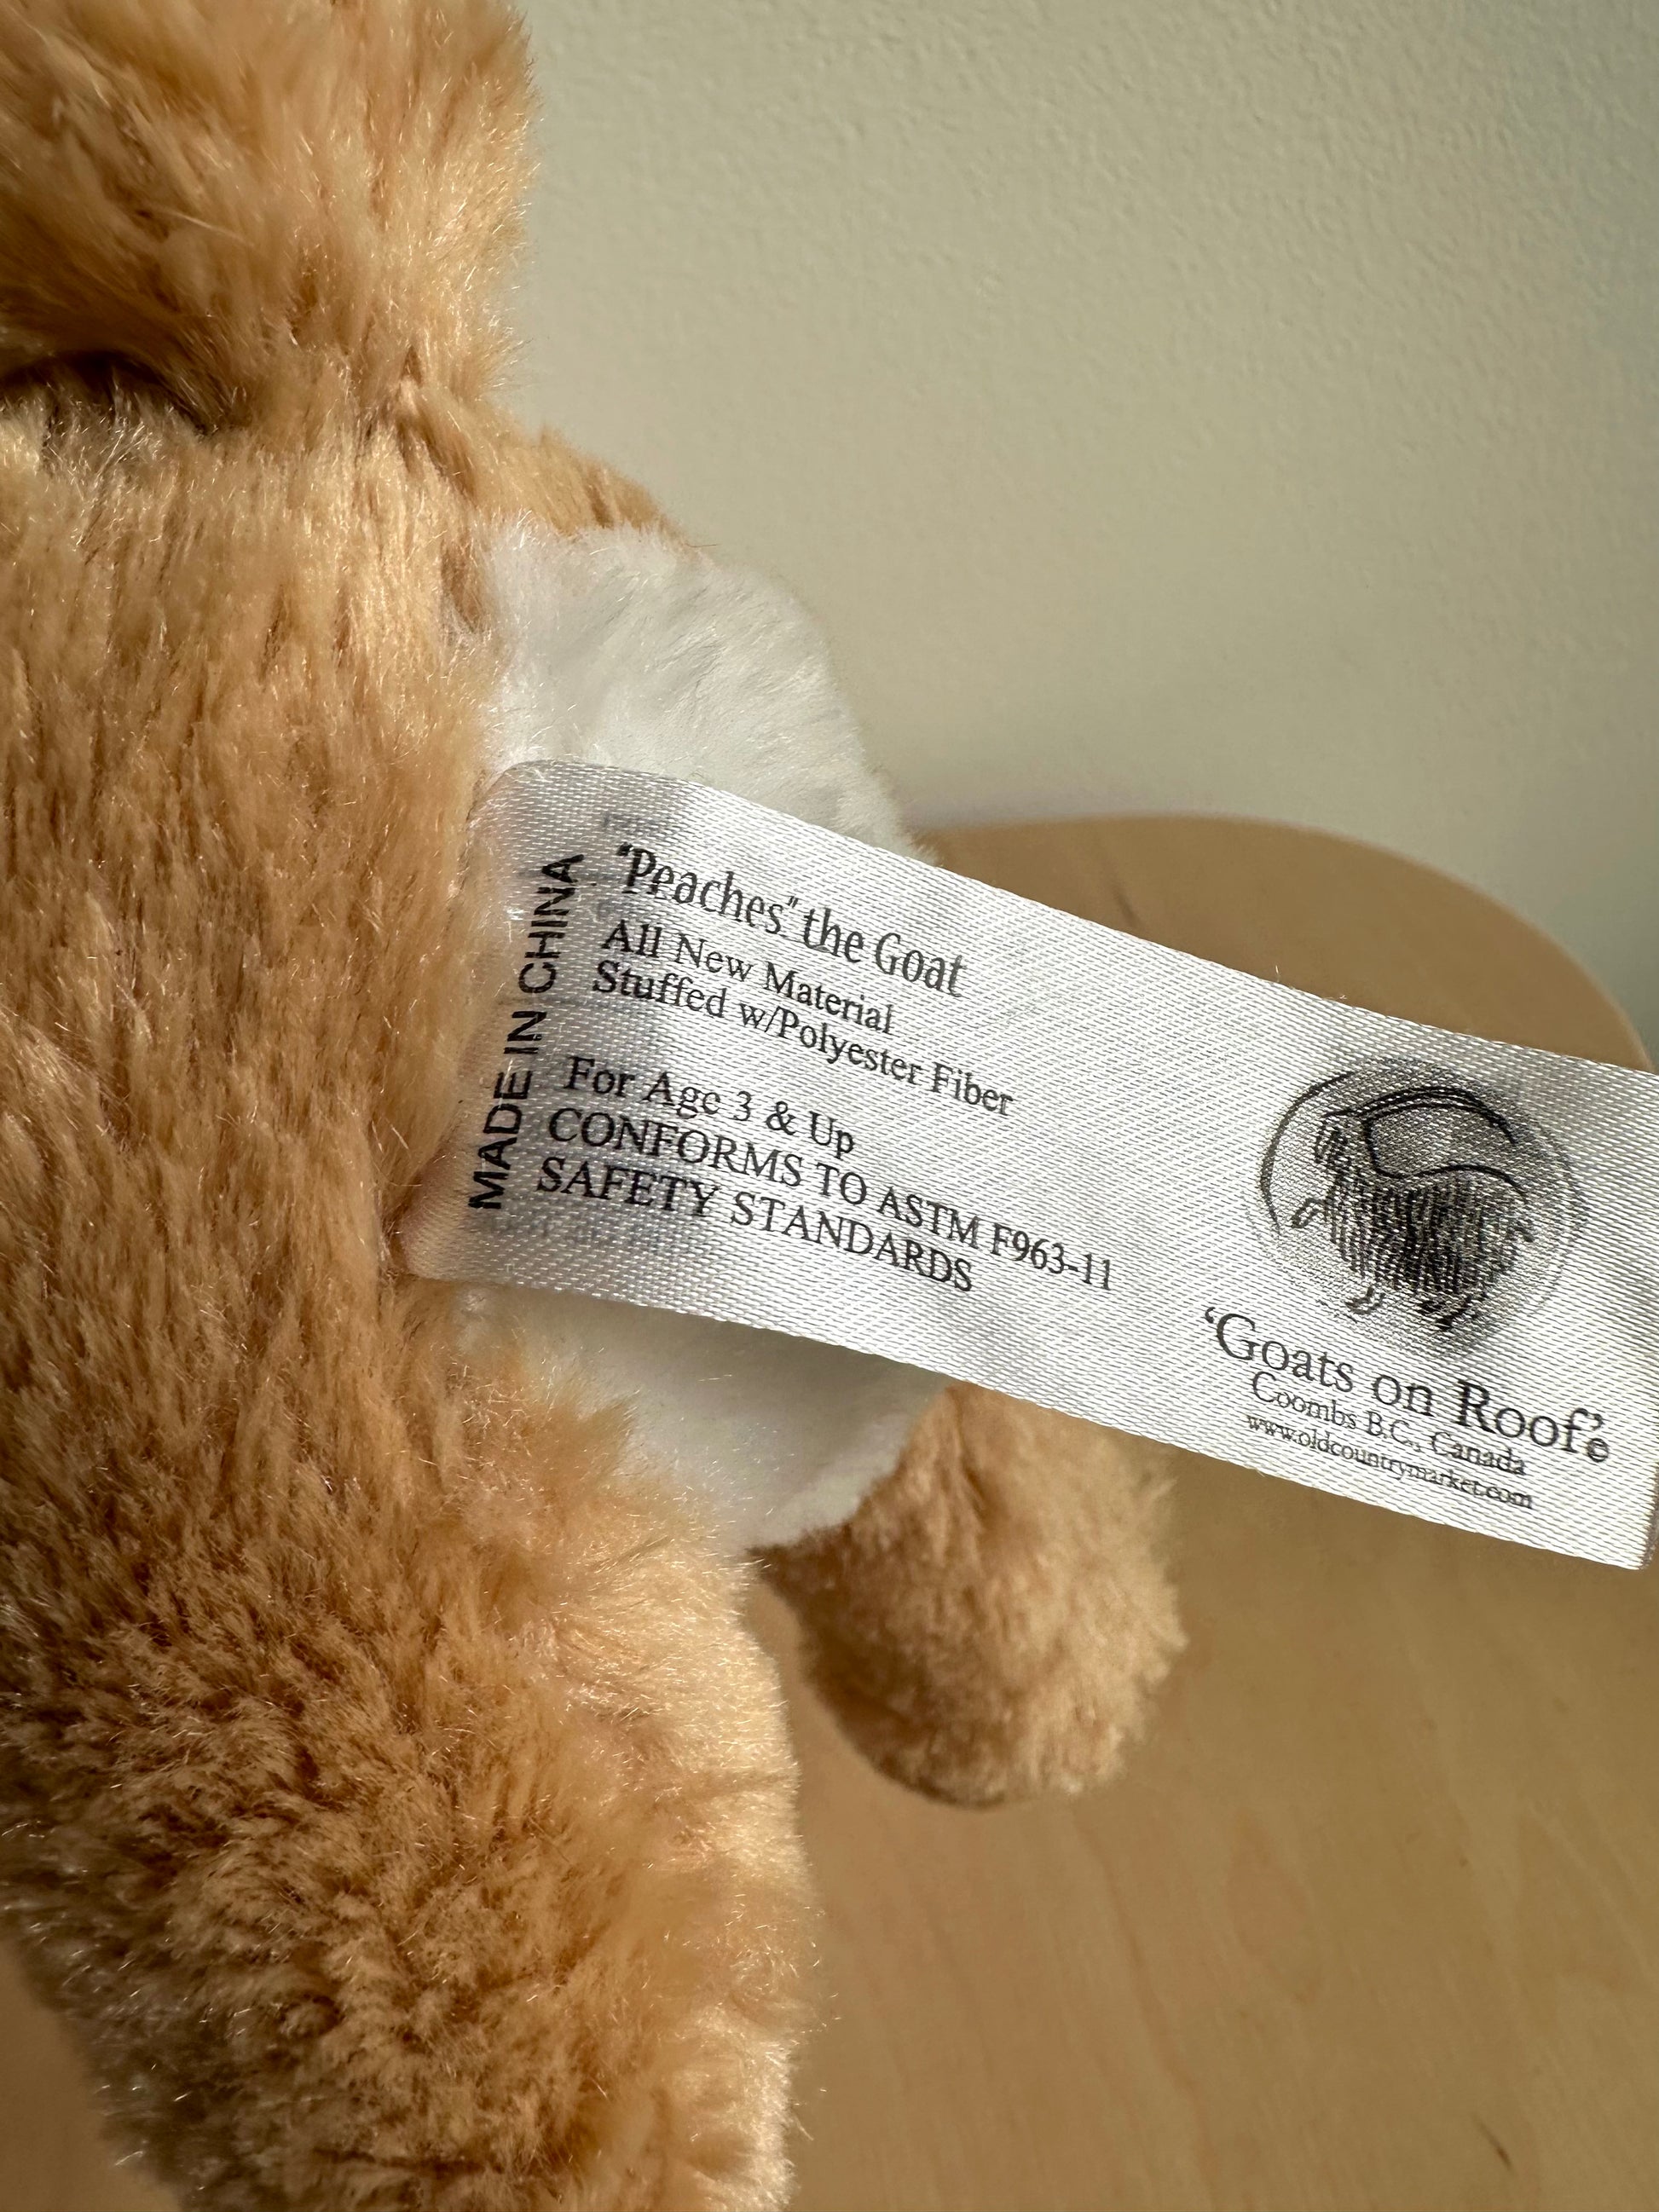 MADE IN CHINA
"Peaches" the Goat
All New Material
Stuffed w/Polyester Fiber
For Age 3 & Up
CONFORMS TO ASTM F963-11
SAFETY STANDARDS
'Goats on Roof'®
Coombs B.C., Canada
www.oldcountrymarket.com